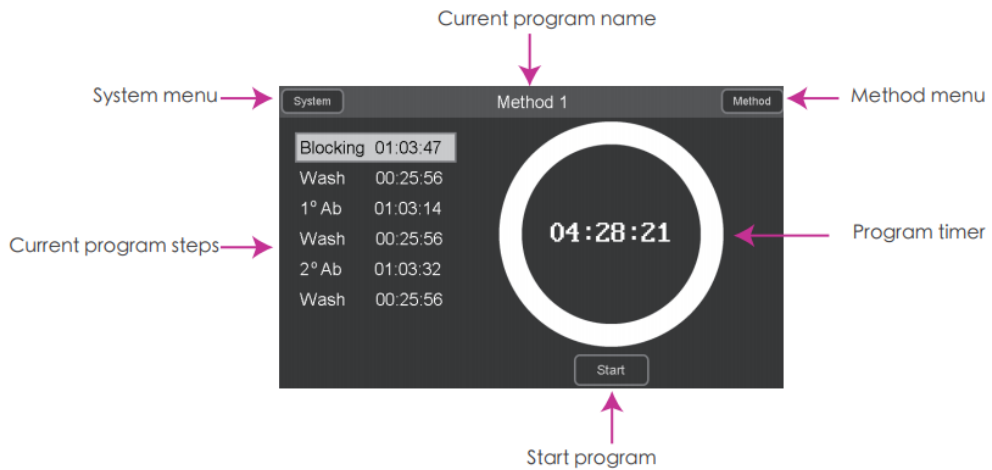 Current program name
System menu
System
Method 1
Method
Method menu
Blocking 01:03:47
Wash 00:25:56
1º Ab 01:03:14
Wash 00:25:56
2º Ab 01:03:32
Wash 00:25:56
Current program steps
04:28:21
Program timer
Start
Start program